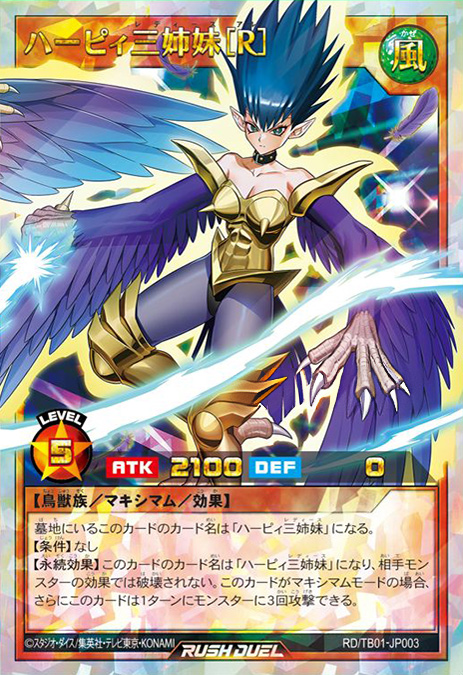 ハーピィ三姉妹[R]
レディース
風
かぜ
LEVEL
5
ATK 2100 DEF 0
【鳥獣族/マキシマム/効果】
墓地にいるこのカードのカード名は「ハーピィ三姉妹」になる。
【条件】なし
【永続効果】このカードのカード名は「ハーピィ三姉妹」になり、相手モン
スターの効果では破壊されない。このカードがマキシマムモードの場合、
さらにこのカードは1ターンにモンスターに3回攻撃できる。
©スタジオ・ダイス/集英社・テレビ東京・KONAMI
RUSH DUEL
RD/TB01-JP003